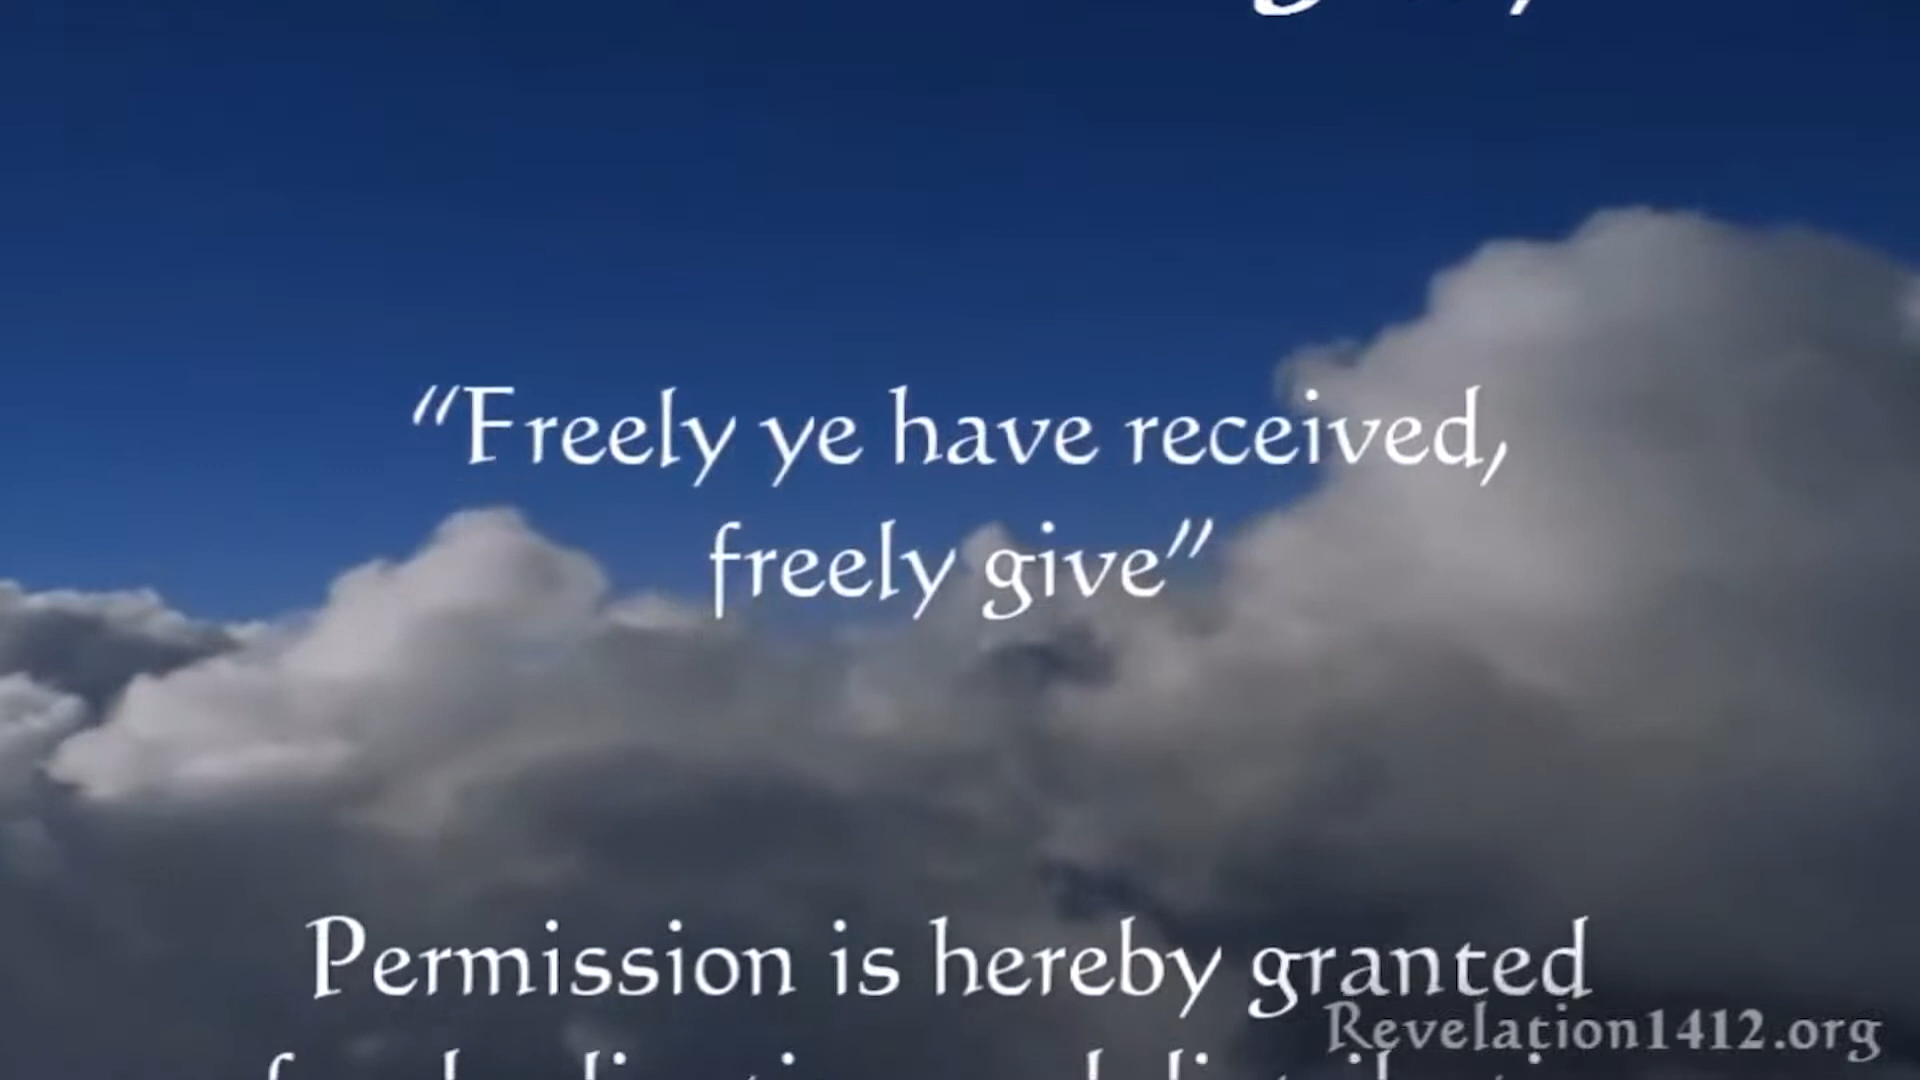 “Freely ye have received,
freely give”
Permission is hereby granted
Revelation1412.org